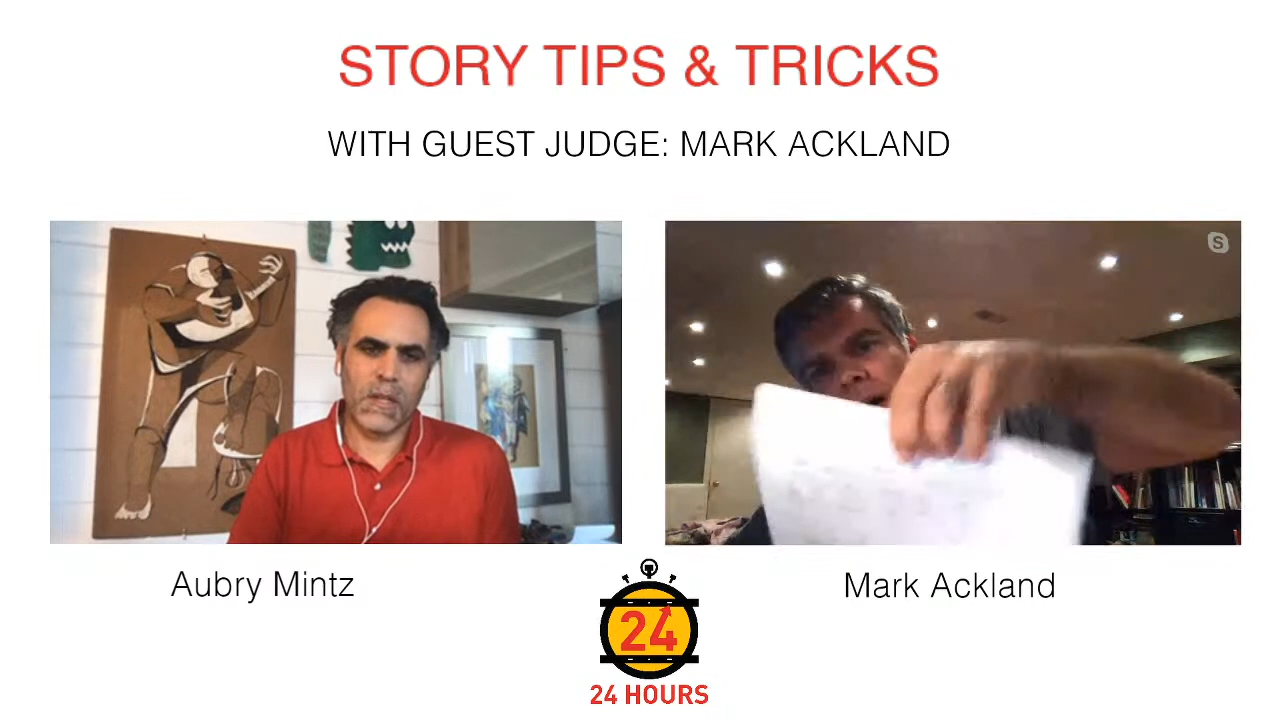 STORY TIPS & TRICKS
WITH GUEST JUDGE: MARK ACKLAND
S
Aubry Mintz
Mark Ackland
24
24 HOURS